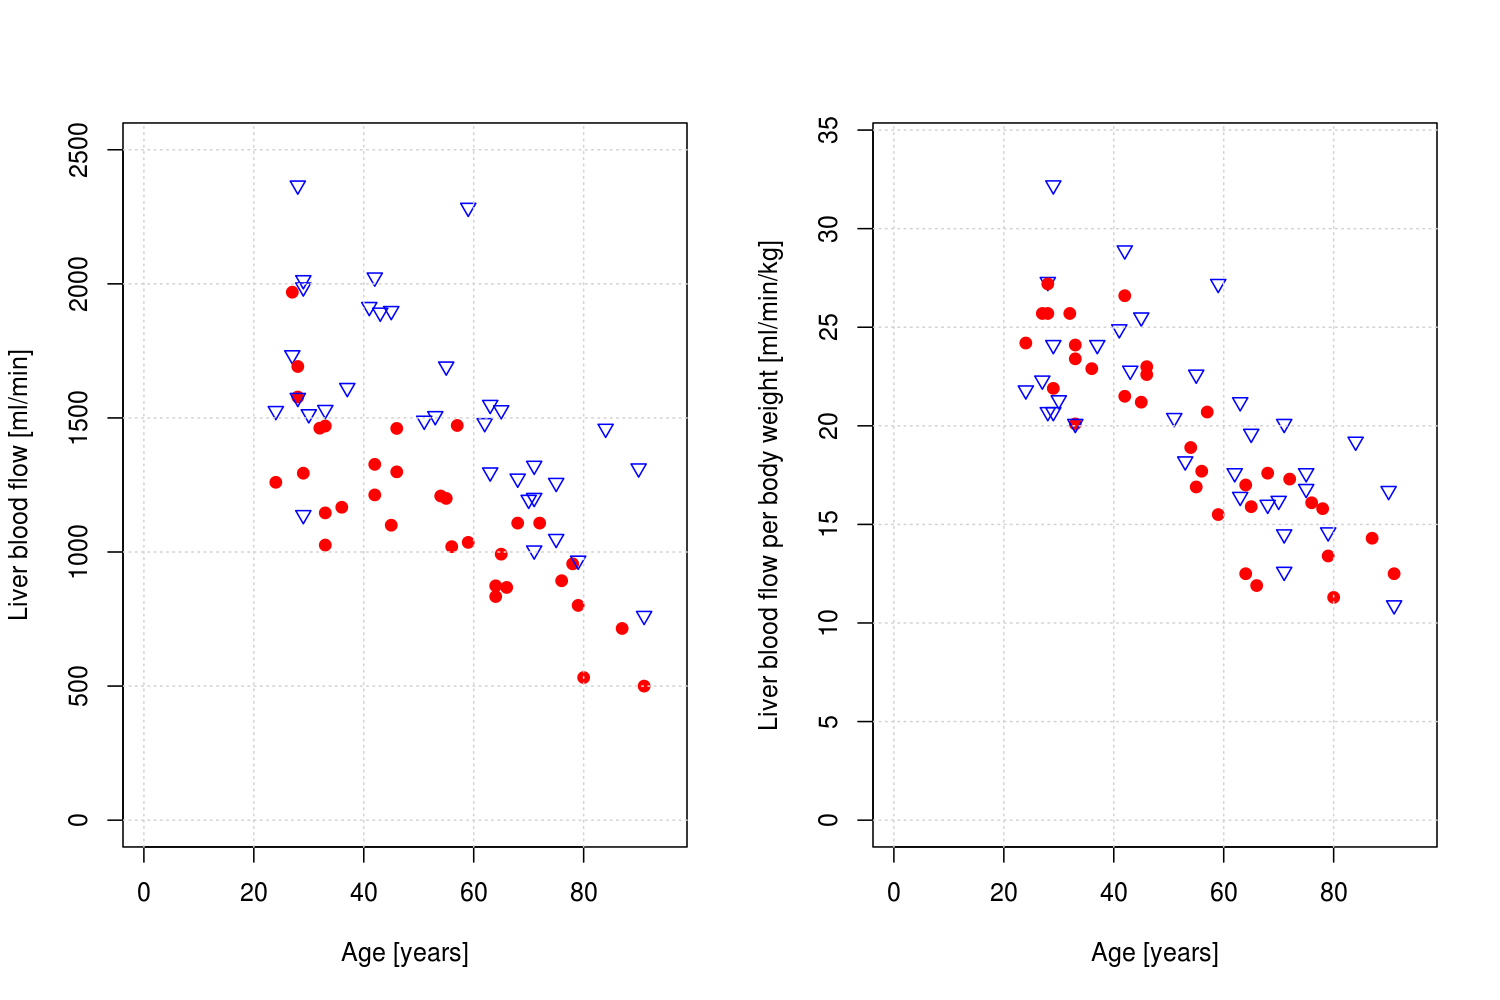 Liver blood flow [ml/min]
2500
2000
1500
1000
500
0
0 20 40 60 80
Age [years]
Liver blood flow per body weight [ml/min/kg]
35
30
25
20
15
10
5
0
0 20 40 60 80
Age [years]